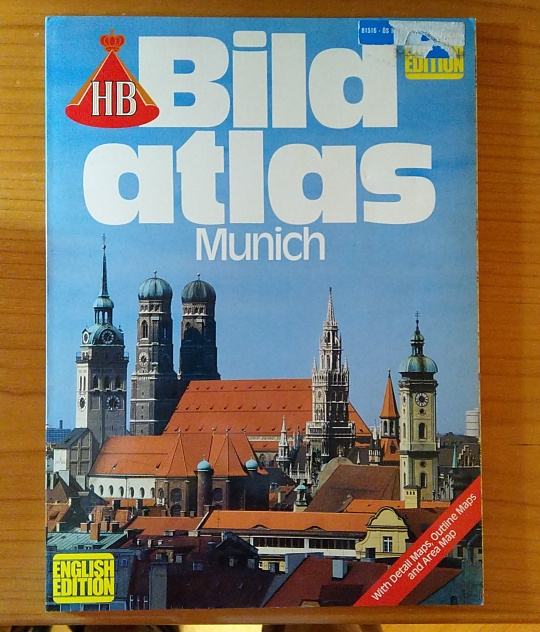 HB
Bild
atlas
Munich
EDITION
ENGLISH
EDITION
With Detail Maps, Outline Maps
and Area Map